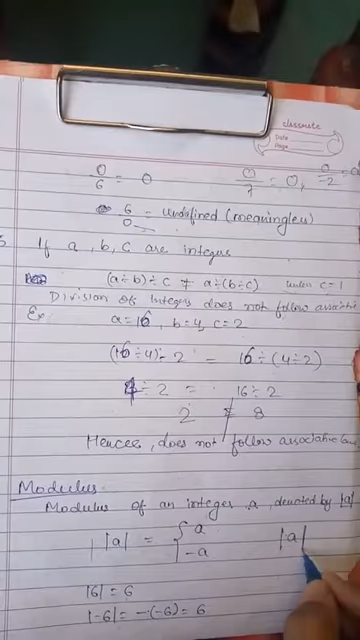 classmate
Date
Page
0/6 = 0
0/7 = 0, 0/-2 = 0
6/0 = undefined (meaningless)
If a, b, c are integers
(a÷b)÷c ≠ a÷(b÷c) unless c=1
Division of Integers does not follow associative
Ex: a=16, b=4, c=2
(16÷4)÷2 = 16÷(4÷2)
4÷2 = 16÷2
2 ≠ 8
Hences, does not follow associative law
Modulus
Modulus of an integer a, denoted by |a|
|a| = { a
-a
|a|
|6| = 6
|-6| = -(-6) = 6